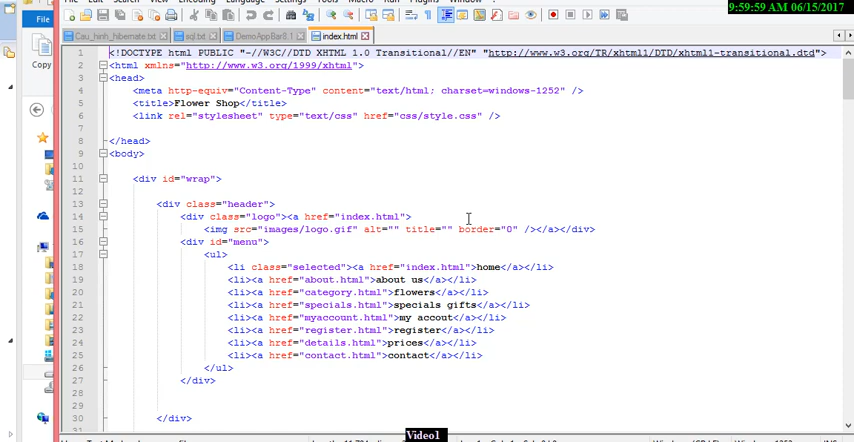 9:59:59 AM 06/15/2017
File
Copy
Cau_hinh_hibernate.txt
sql.txt
DemoAppBar8.1
index.html
1 <!DOCTYPE html PUBLIC "-//W3C//DTD XHTML 1.0 Transitional//EN" "http://www.w3.org/TR/xhtml1/DTD/xhtml1-transitional.dtd">
2 <html xmlns="http://www.w3.org/1999/xhtml">
3 <head>
4 <meta http-equiv="Content-Type" content="text/html; charset=windows-1252" />
5 <title>Flower Shop</title>
6 <link rel="stylesheet" type="text/css" href="css/style.css" />
7
8 </head>
9 <body>
10
11 <div id="wrap">
12
13 <div class="header">
14 <div class="logo"><a href="index.html">
15 <img src="images/logo.gif" alt="" title="" border="0" /></a></div>
16 <div id="menu">
17 <ul>
18 <li class="selected"><a href="index.html">home</a></li>
19 <li><a href="about.html">about us</a></li>
20 <li><a href="category.html">flowers</a></li>
21 <li><a href="specials.html">specials gifts</a></li>
22 <li><a href="myaccount.html">my accout</a></li>
23 <li><a href="register.html">register</a></li>
24 <li><a href="details.html">prices</a></li>
25 <li><a href="contact.html">contact</a></li>
26 </ul>
27 </div>
28
29
30 </div>
Video1